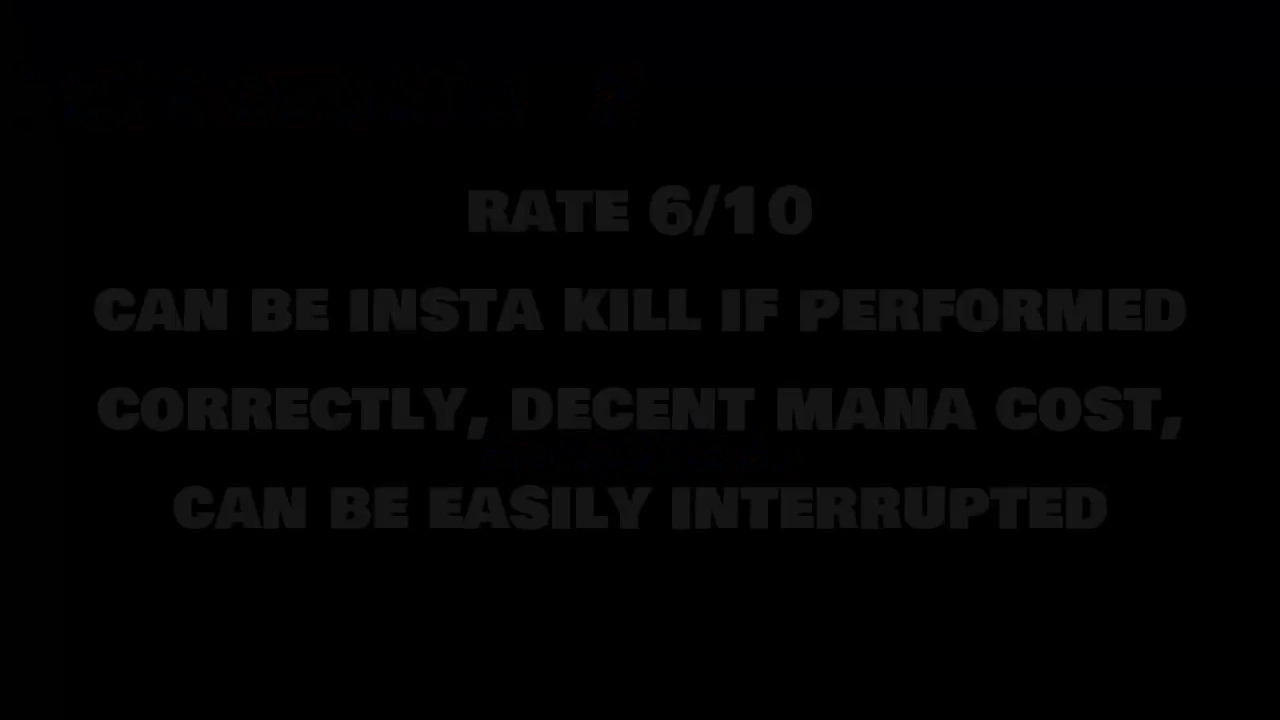 RATE 6/10
CAN BE INSTA KILL IF PERFORMED
CORRECTLY, DECENT MANA COST,
CAN BE EASILY INTERRUPTED